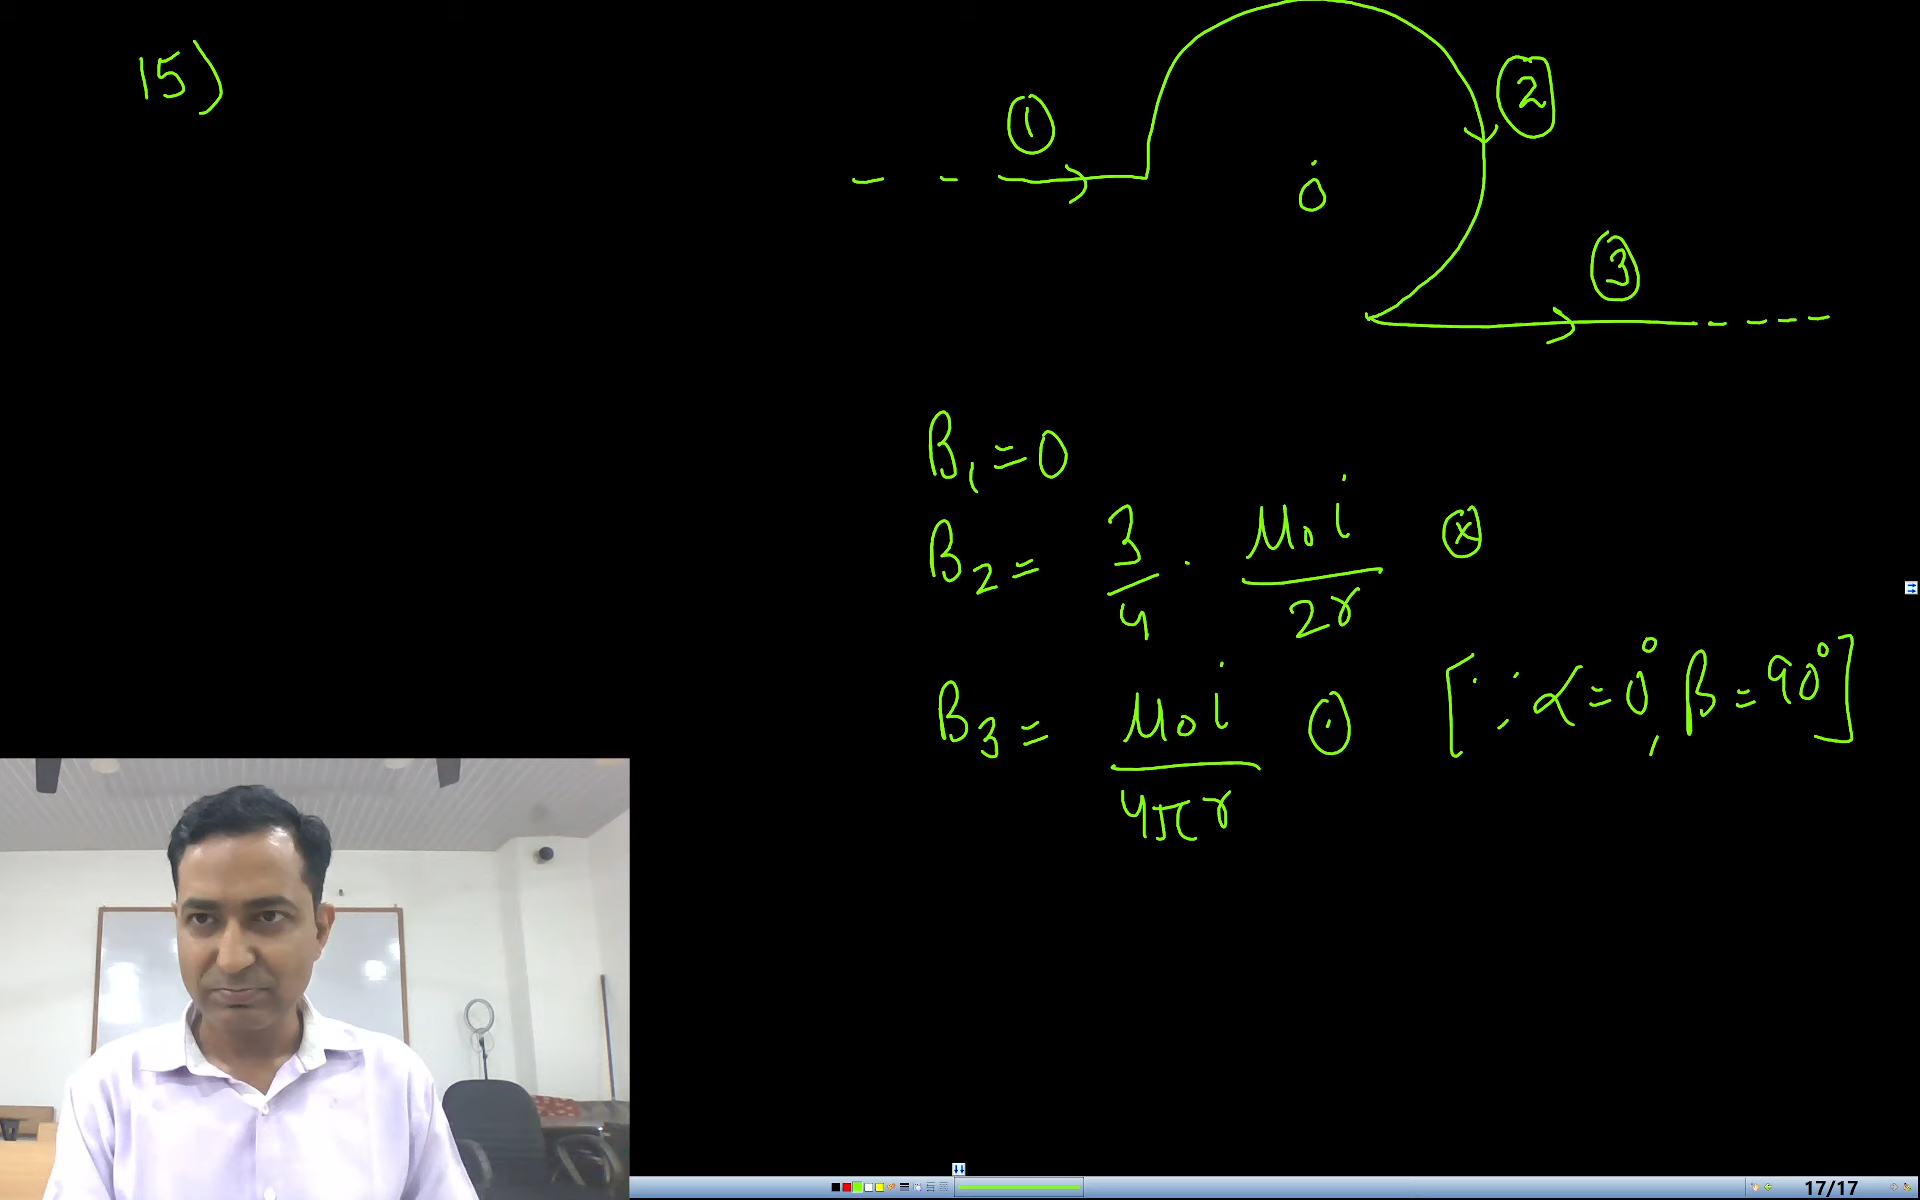 15)
①
②
O
③
B₁ = 0
B₂ = 3/4 · μ₀i/2r ⊗
B₃ = μ₀i/4πr ⊙ [∵ α = 0°, β = 90°]
17/17